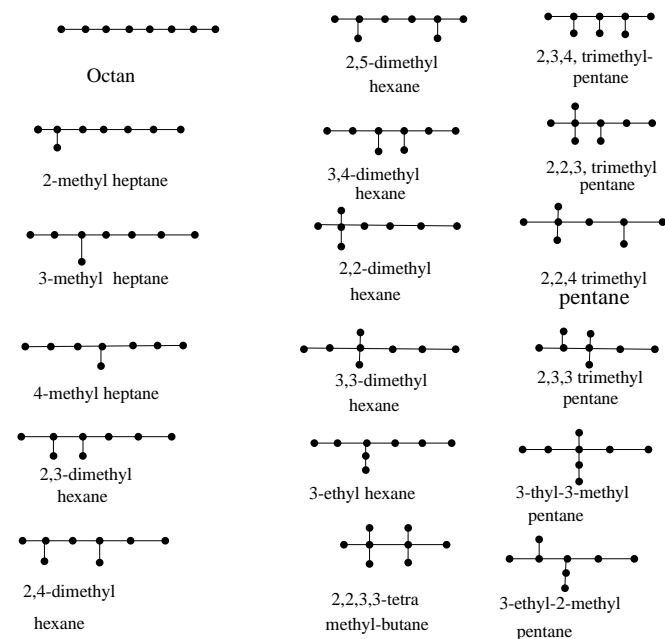 Octan
2-methyl heptane
3-methyl heptane
4-methyl heptane
2,3-dimethyl
hexane
2,4-dimethyl
hexane
2,5-dimethyl
hexane
3,4-dimethyl
hexane
2,2-dimethyl
hexane
3,3-dimethyl
hexane
3-ethyl hexane
2,2,3,3-tetra
methyl-butane
2,3,4, trimethyl-
pentane
2,2,3, trimethyl
pentane
2,2,4 trimethyl
pentane
2,3,3 trimethyl
pentane
3-thyl-3-methyl
pentane
3-ethyl-2-methyl
pentane